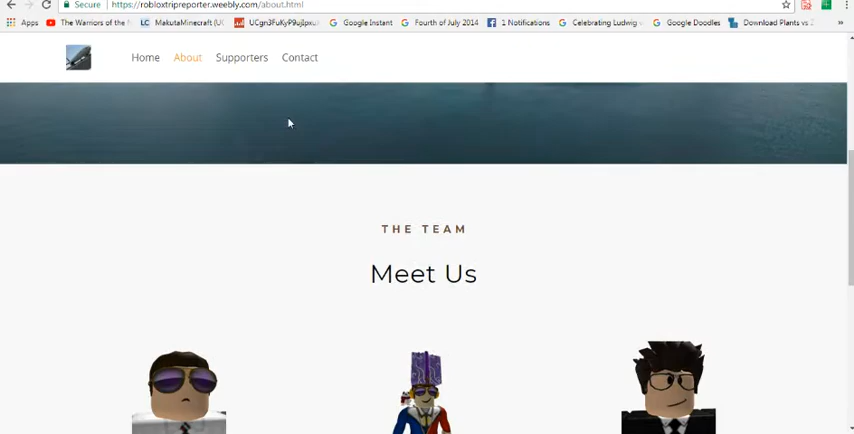 Secure https://robloxtripreporter.weebly.com/about.html
Apps The Warriors of the N MakutaMinecraft (UC UCgn3FuKyP9uJlpxu Google Instant Fourth of July 2014 1 Notifications Celebrating Ludwig v Google Doodles Download Plants vs Z »
Home About Supporters Contact
THE TEAM
Meet Us